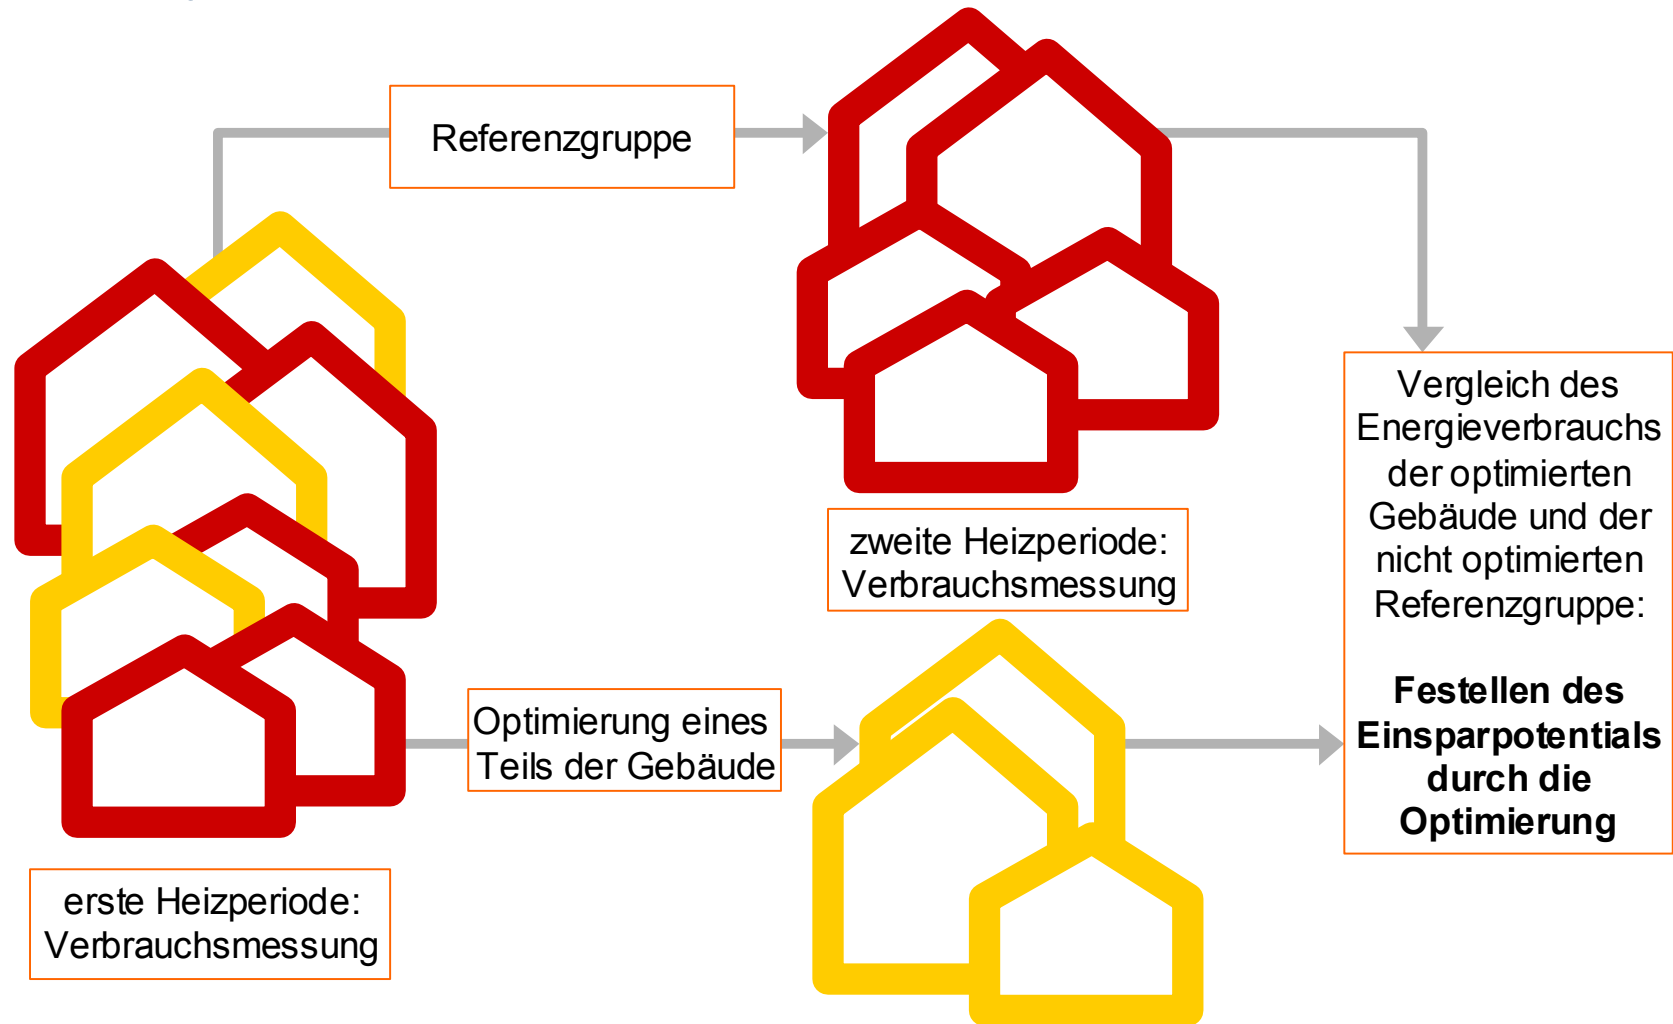 Referenzgruppe
zweite Heizperiode:
Verbrauchsmessung
Optimierung eines
Teils der Gebäude
erste Heizperiode:
Verbrauchsmessung
Vergleich des
Energieverbrauchs
der optimierten
Gebäude und der
nicht optimierten
Referenzgruppe:
Festellen des
Einsparpotentials
durch die
Optimierung